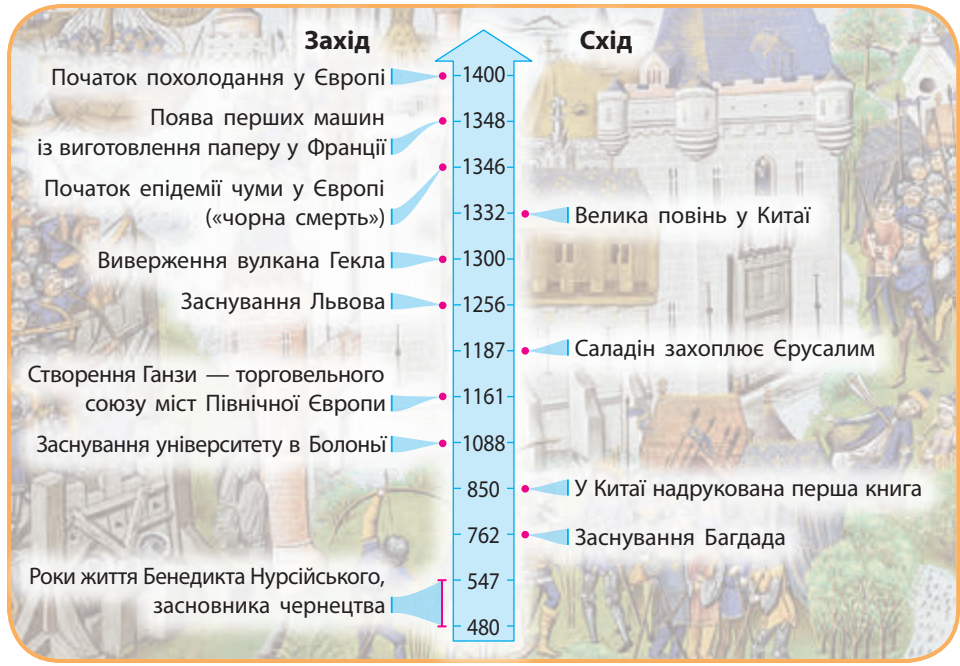 Захід
Схід
Початок похолодання у Європі
1400
Поява перших машин
із виготовлення паперу у Франції
1348
Початок епідемії чуми у Європі
(«чорна смерть»)
1346
1332
Велика повінь у Китаї
Виверження вулкана Гекла
1300
Заснування Львова
1256
1187
Саладін захоплює Єрусалим
Створення Ганзи — торговельного
союзу міст Північної Європи
1161
Заснування університету в Болоньї
1088
850
У Китаї надрукована перша книга
762
Заснування Багдада
Роки життя Бенедикта Нурсійського,
засновника чернецтва
547
480